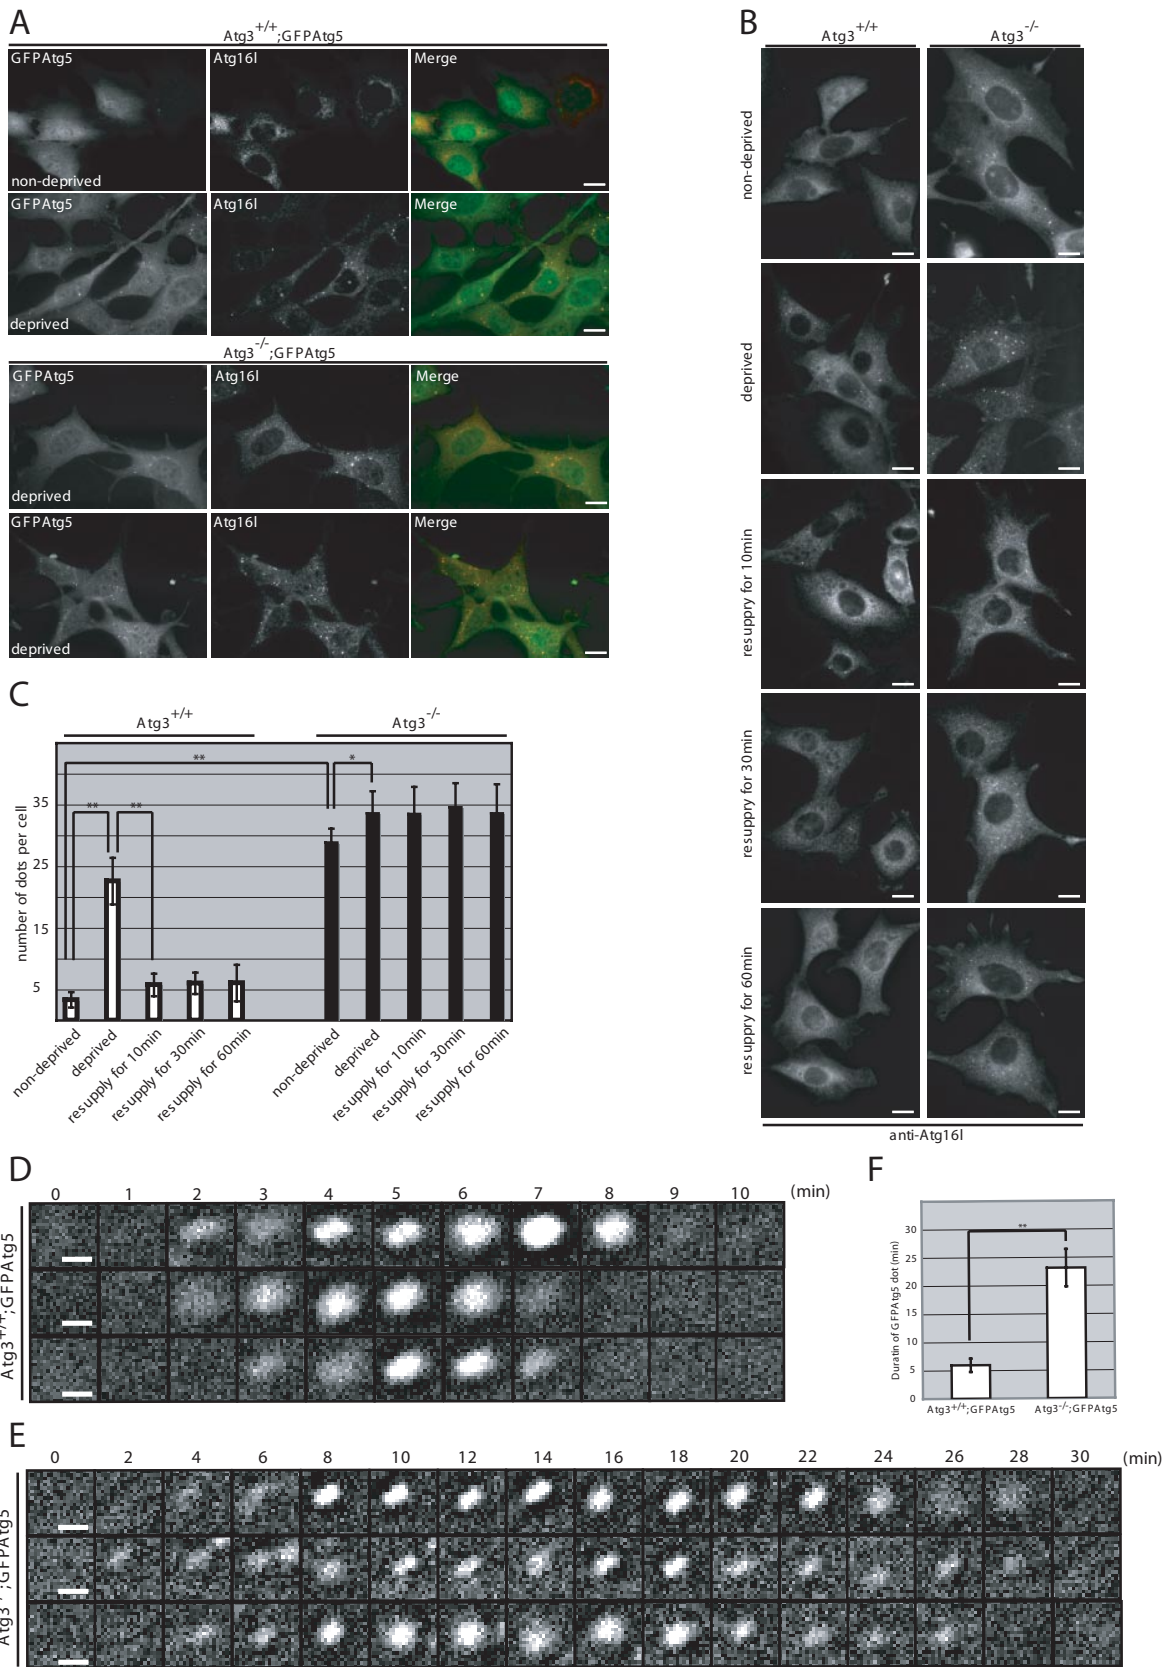 A
Atg3+/+;GFPAtg5
GFPAtg5 Atg16l Merge
non-deprived
GFPAtg5 Atg16l Merge
deprived
Atg3-/-;GFPAtg5
GFPAtg5 Atg16l Merge
deprived
GFPAtg5 Atg16l Merge
deprived
B
Atg3+/+ Atg3-/-
non-deprived
deprived
resuppry for 10min
resuppry for 30min
resuppry for 60min
anti-Atg16l
C
Atg3+/+ Atg3-/-
** *
** **
number of dots per cell
35
25
15
5
non-deprived
deprived
resupply for 10min
resupply for 30min
resupply for 60min
non-deprived
deprived
resupply for 10min
resupply for 30min
resupply for 60min
D
0 1 2 3 4 5 6 7 8 9 10 (min)
Atg3+/+;GFPAtg5
F
**
Duratin of GFPAtg5 dot (min)
30
25
20
15
10
5
0
Atg3+/+;GFPAtg5 Atg3-/-;GFPAtg5
E
0 2 4 6 8 10 12 14 16 18 20 22 24 26 28 30 (min)
Atg3-/-;GFPAtg5